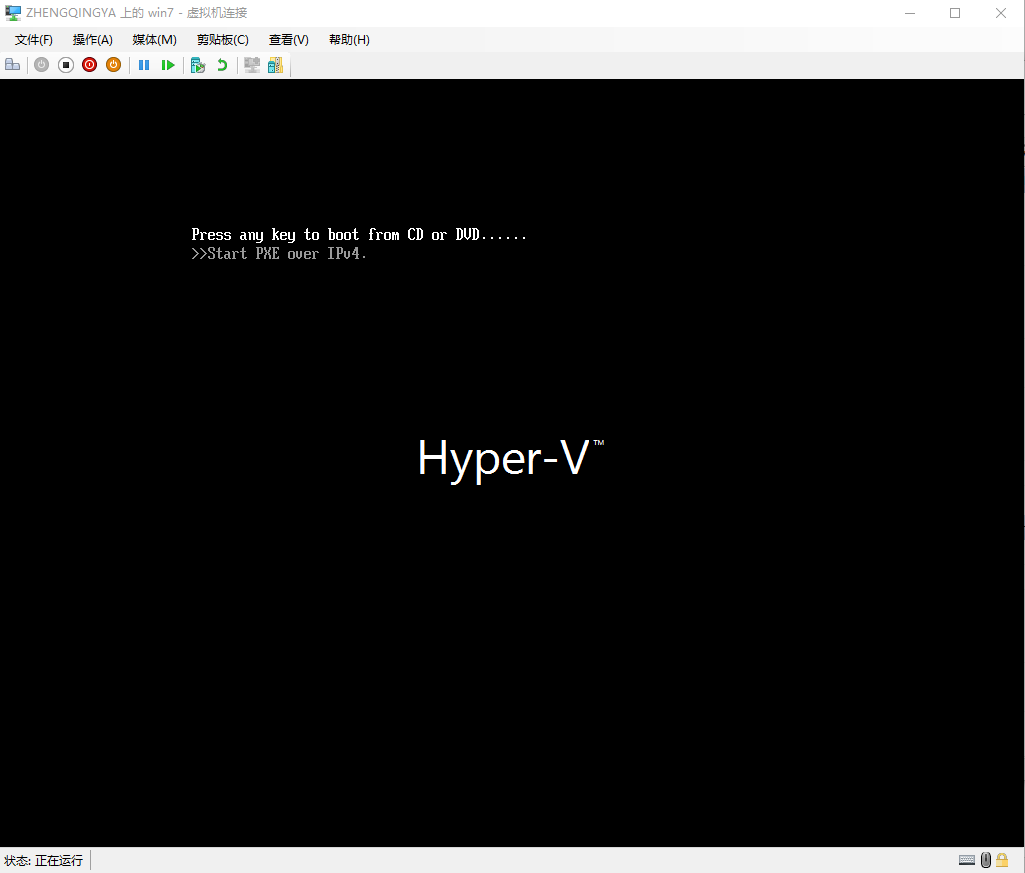 ZHENGQINGYA 上的 win7 - 虚拟机连接
文件(F) 操作(A) 媒体(M) 剪贴板(C) 查看(V) 帮助(H)
Press any key to boot from CD or DVD......
>>Start PXE over IPv4.
Hyper-V™
状态: 正在运行